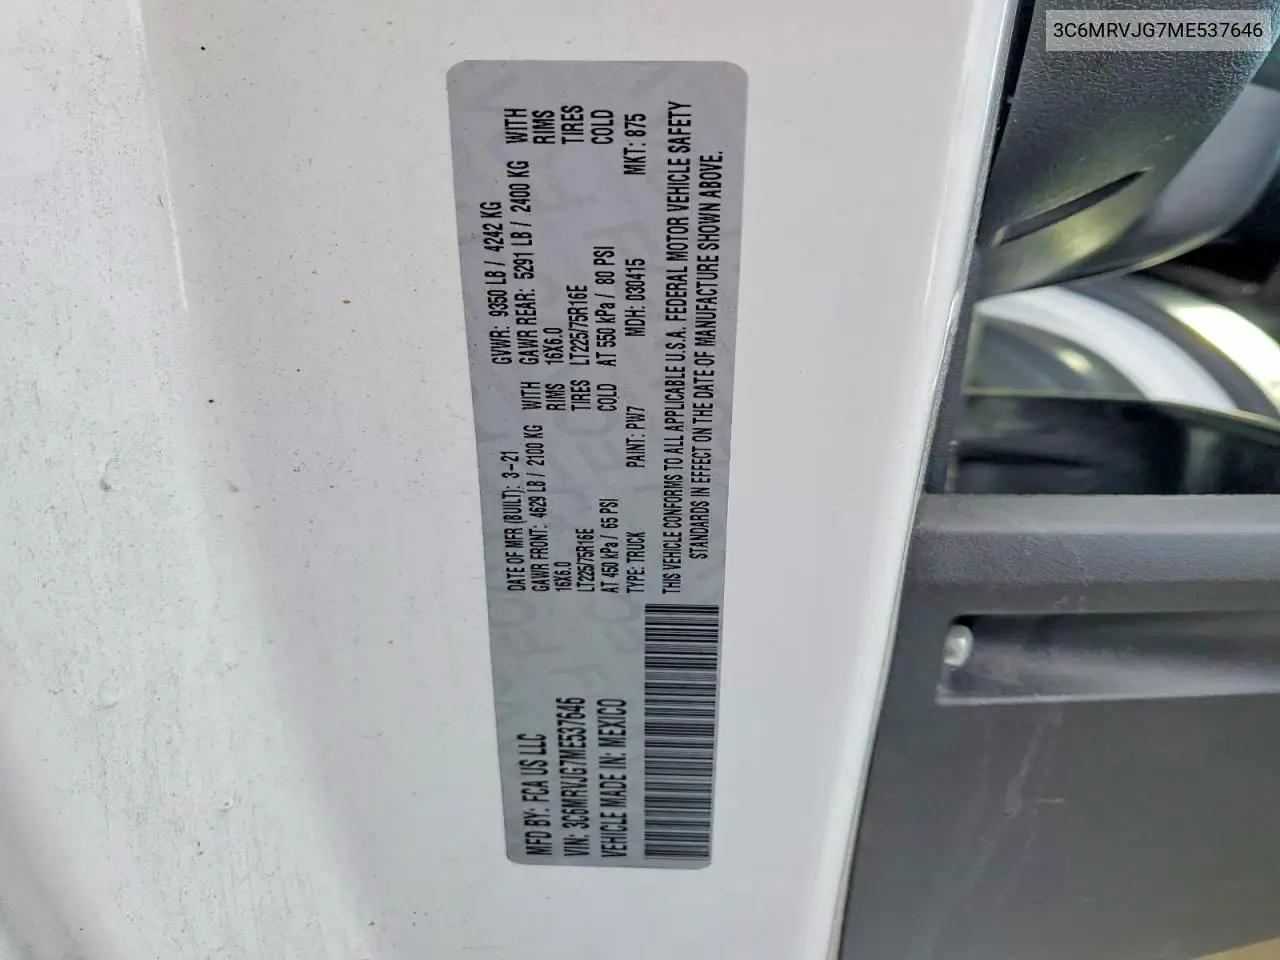 3C6MRVJG7ME537646
MFD BY: FCA US LLC
VIN: 3C6MRVJG7ME537646
VEHICLE MADE IN: MEXICO
DATE OF MFR (BUILT): 3-21 GVWR: 9350 LB / 4242 KG
GAWR FRONT: 4629 LB / 2100 KG WITH GAWR REAR: 5291 LB / 2400 KG WITH
16X6.0 RIMS 16X6.0 RIMS
LT225/75R16E TIRES LT225/75R16E TIRES
AT 450 kPa / 65 PSI COLD AT 550 kPa / 80 PSI COLD
TYPE: TRUCK PAINT: PW7 MDH: 030415 MKT: 875
THIS VEHICLE CONFORMS TO ALL APPLICABLE U.S.A. FEDERAL MOTOR VEHICLE SAFETY
STANDARDS IN EFFECT ON THE DATE OF MANUFACTURE SHOWN ABOVE.